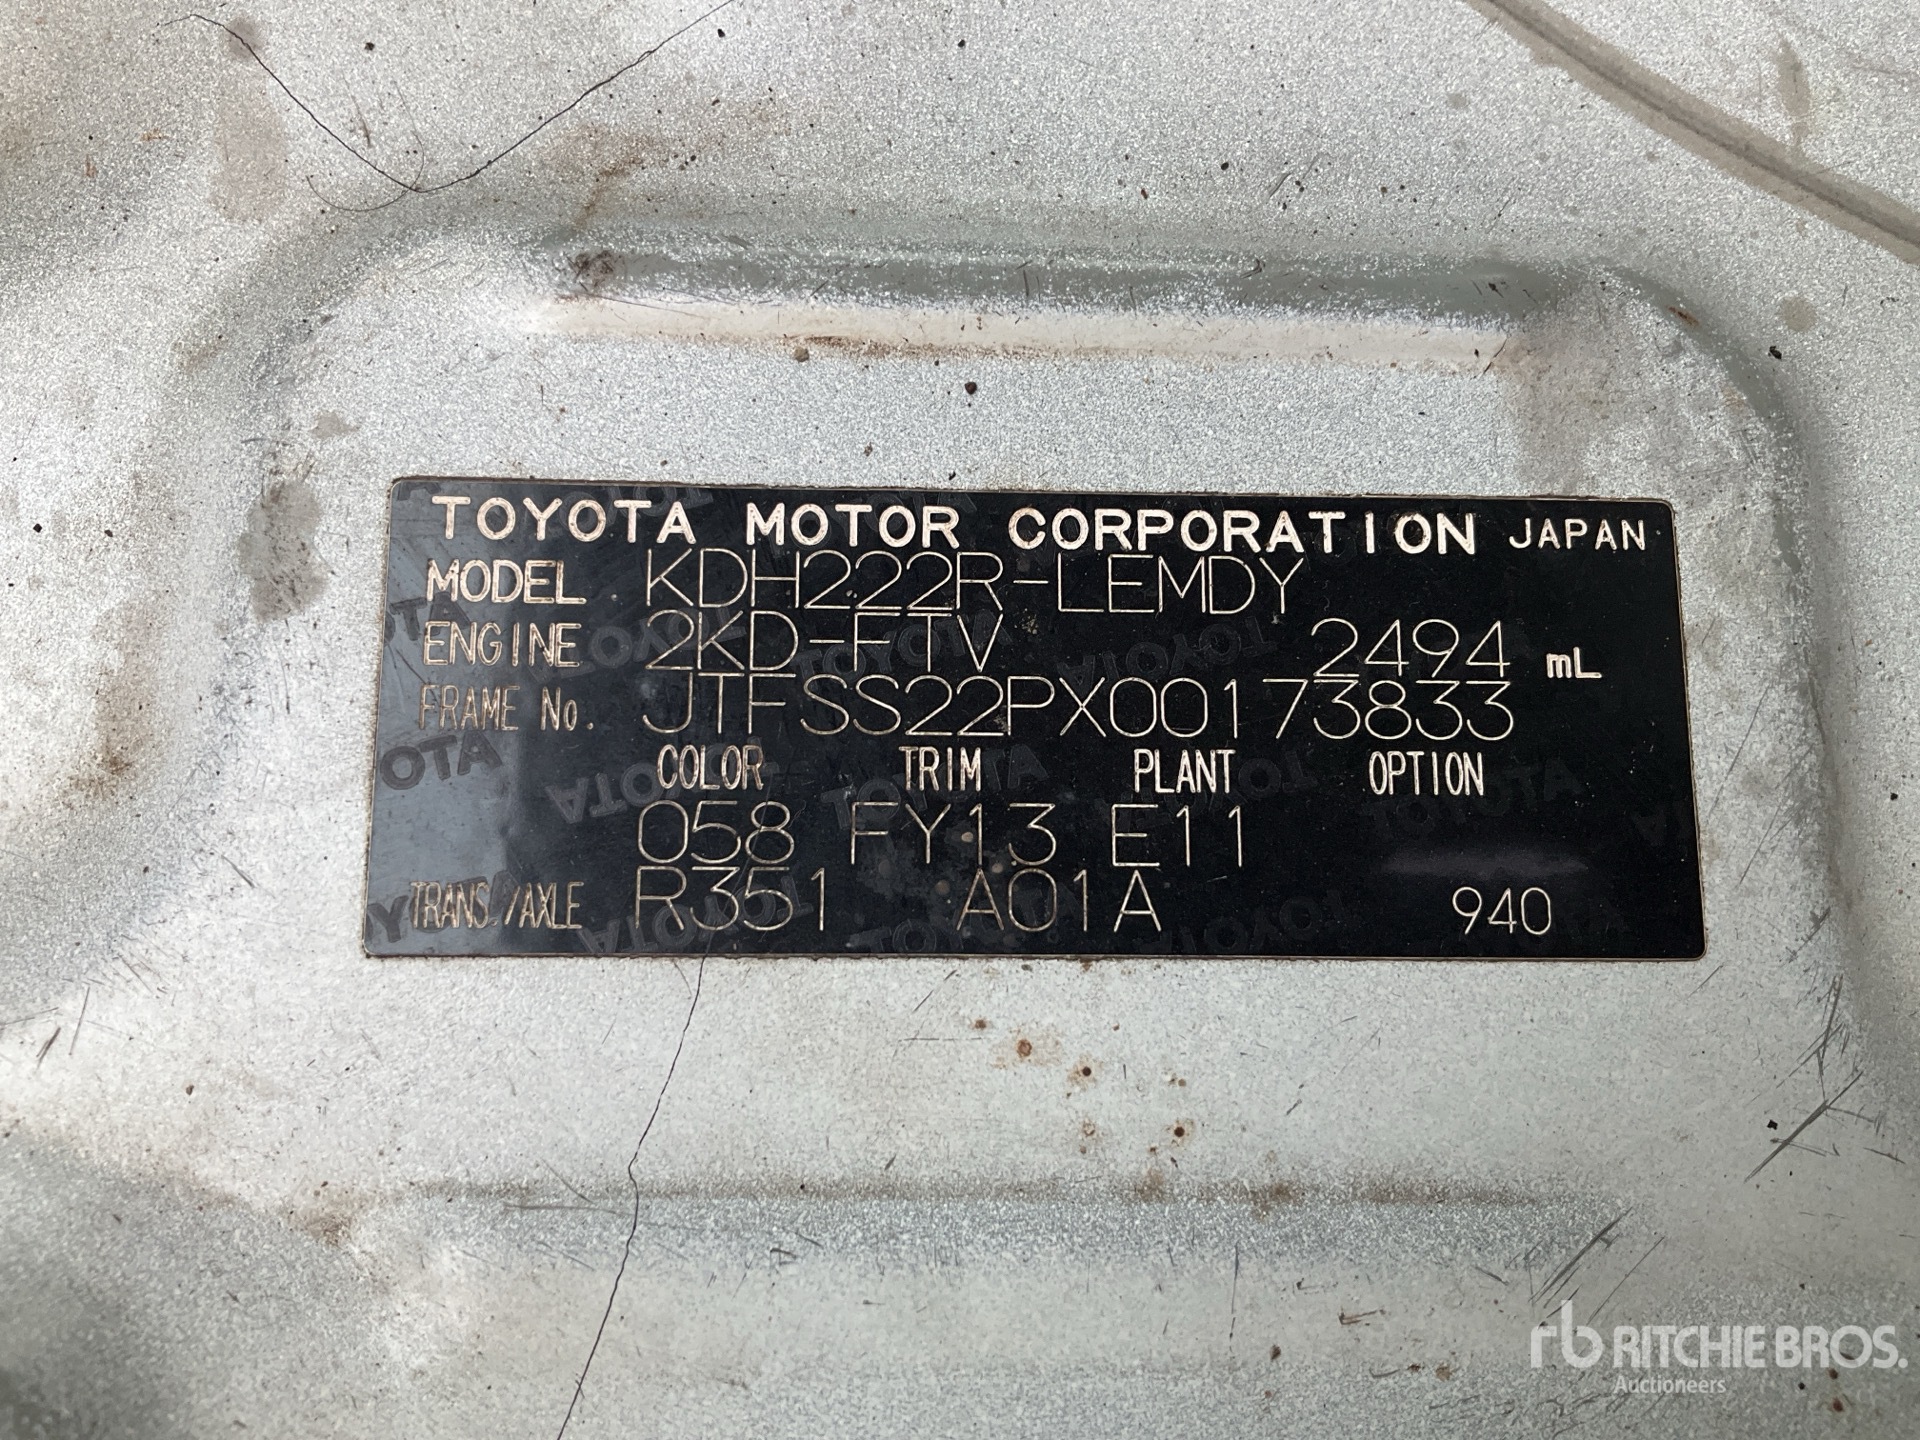 TOYOTA MOTOR CORPORATION JAPAN
MODEL KDH222R-LEMDY
ENGINE 2KD-FTV 2494 mL
FRAME No. JTFSS22PX00173833
COLOR TRIM PLANT OPTION
058 FY13 E11
TRANS./AXLE R351 A01A 940
rb RITCHIE BROS.
Auctioneers